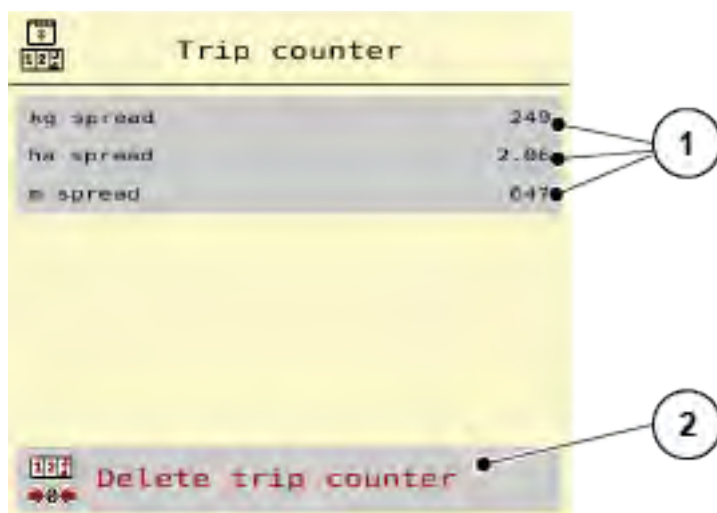 Trip counter
kg spread 249
ha spread 2.06
m spread 647
1
2
Delete trip counter